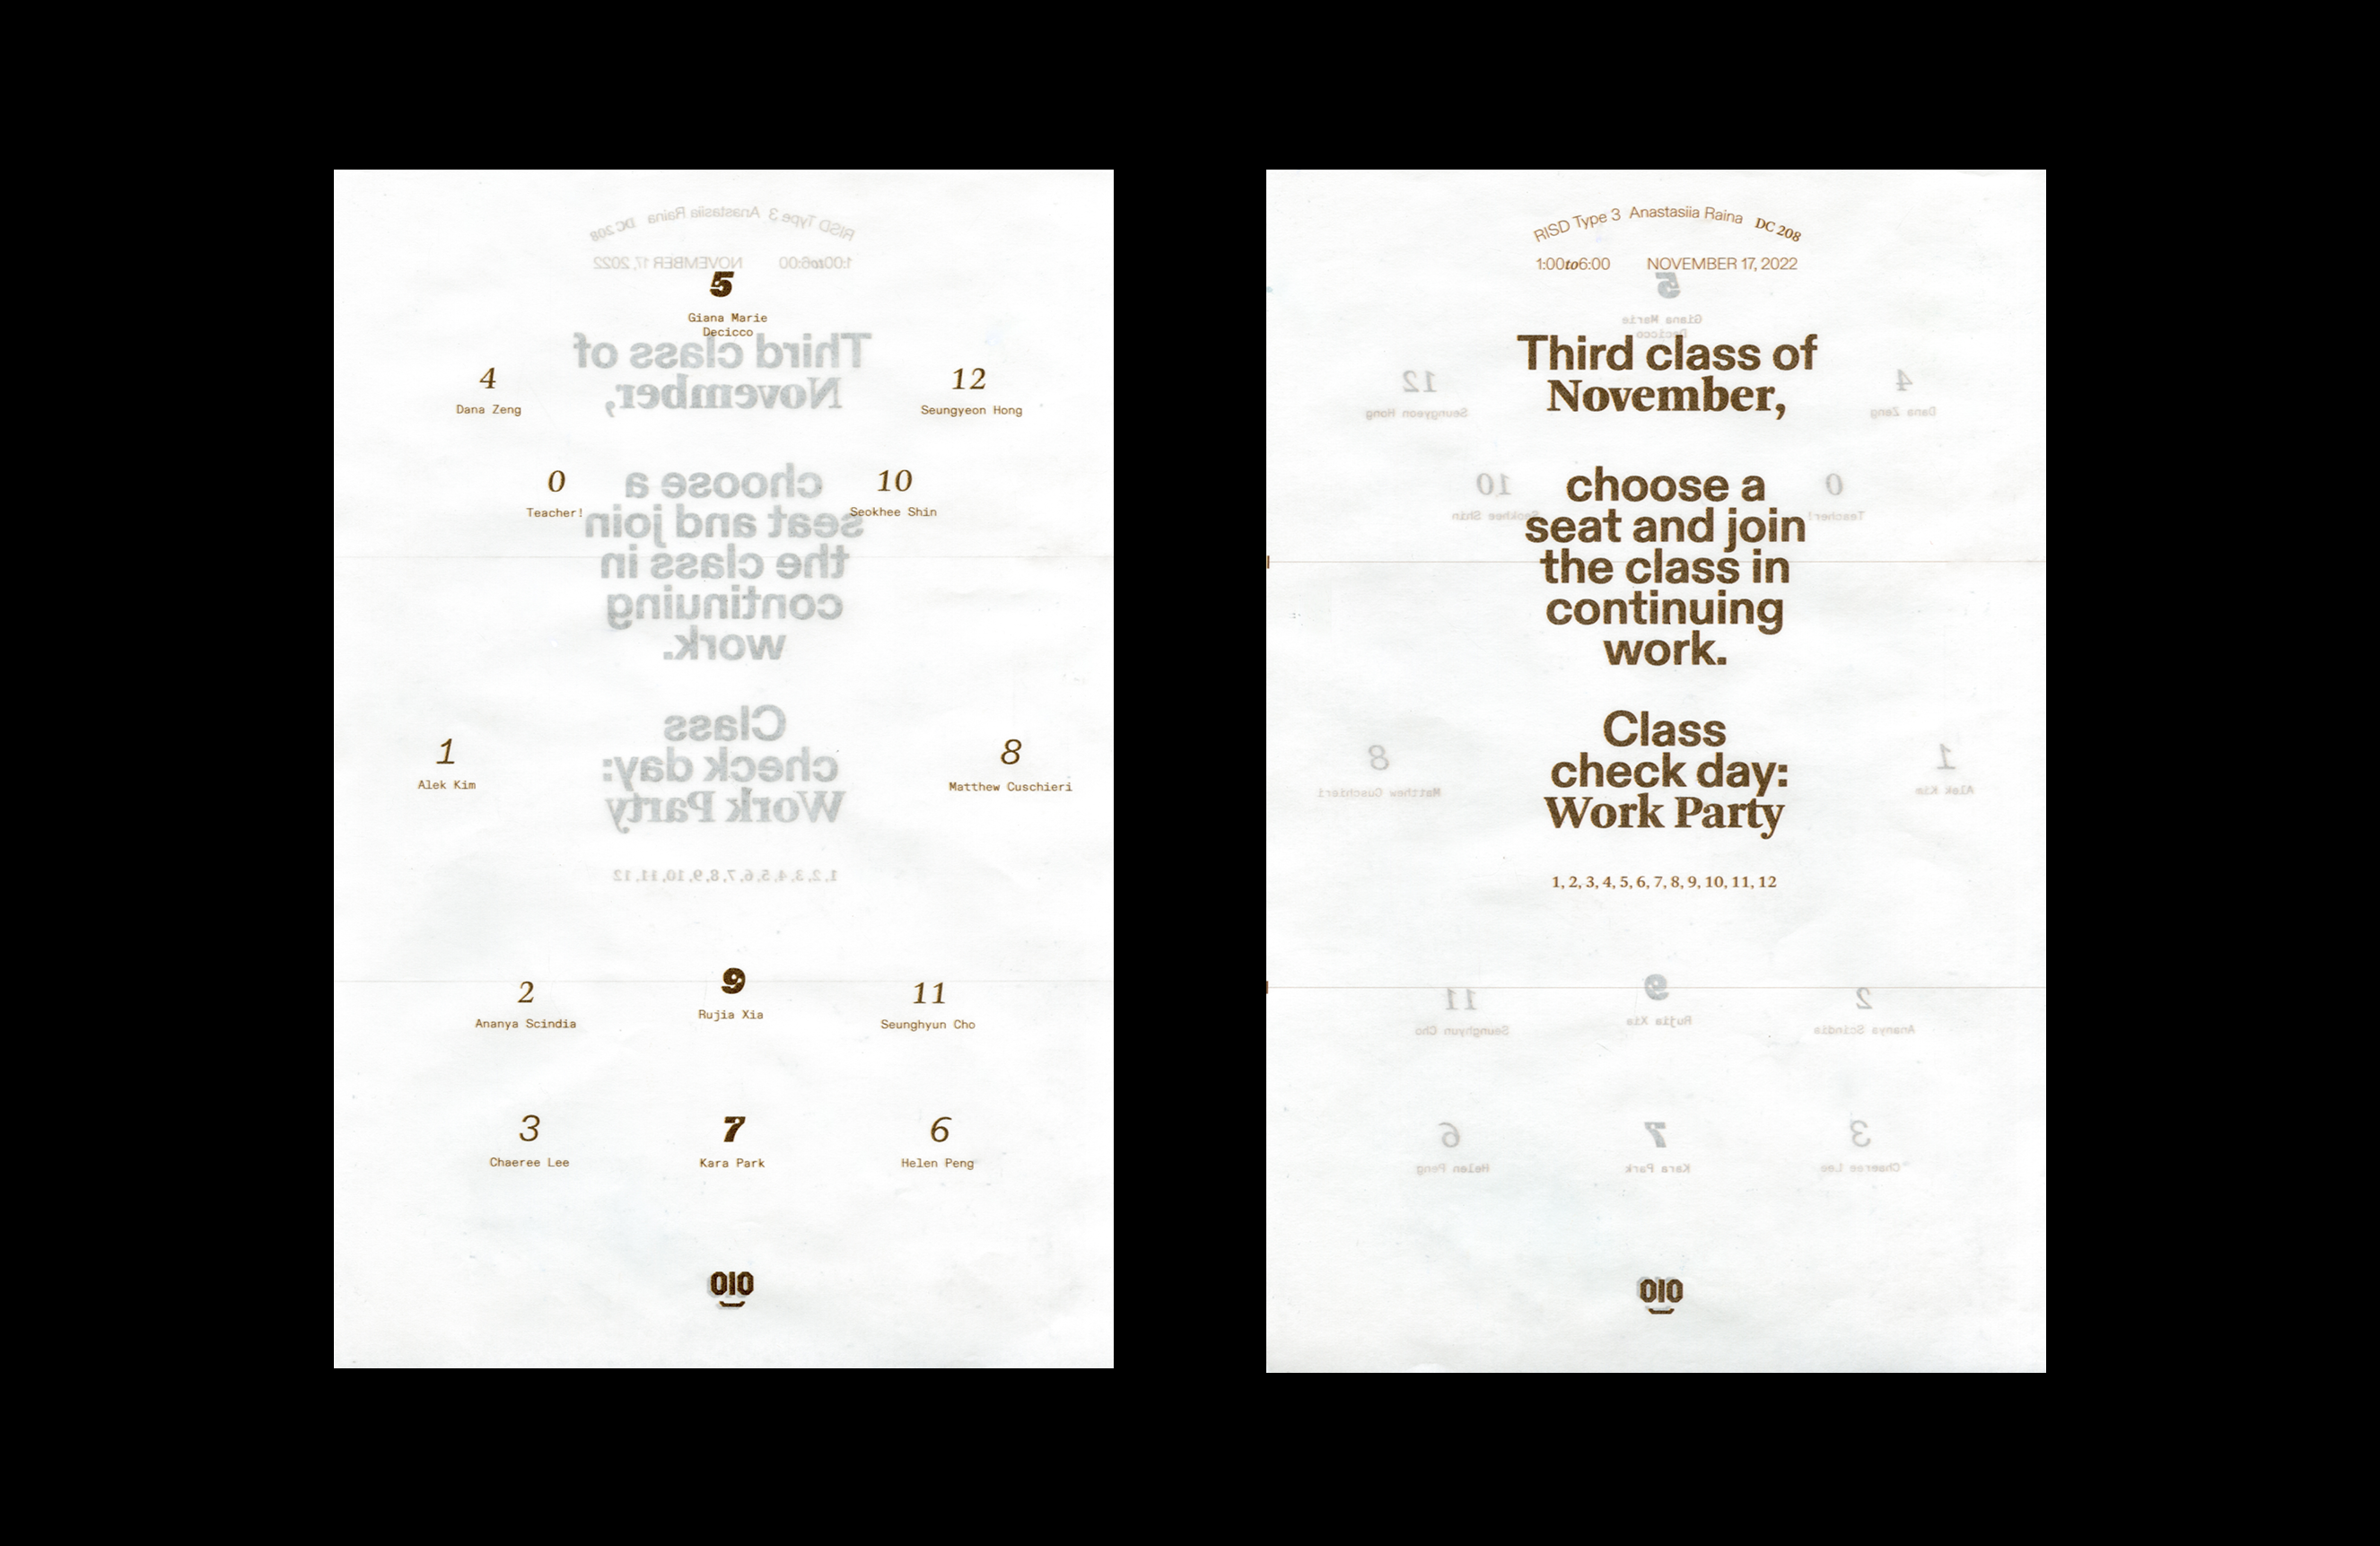 5
Giana Marie
Decicco
4
Dana Zeng
12
Seungyeon Hong
0
Teacher!
10
Seokhee Shin
1
Alek Kim
8
Matthew Cuschieri
2
Ananya Scindia
9
Rujia Xia
11
Seunghyun Cho
3
Chaeree Lee
7
Kara Park
6
Helen Peng
010
RISD Type 3 Anastasiia Raina DC 208
1:00to6:00 NOVEMBER 17, 2022
Third class of
November,
choose a
seat and join
the class in
continuing
work.
Class
check day:
Work Party
1, 2, 3, 4, 5, 6, 7, 8, 9, 10, 11, 12
010